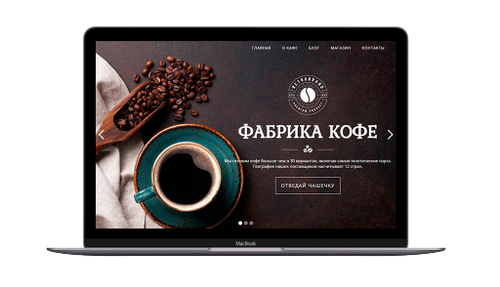 ГЛАВНАЯ О КАФЕ БЛОГ МАГАЗИН КОНТАКТЫ
ФАБРИКА КОФЕ
Мы готовим кофе больше чем в 30 вариантах, включая самые экзотические сорта.
География наших поставщиков насчитывает 12 стран.
ОТВЕДАЙ ЧАШЕЧКУ
MacBook